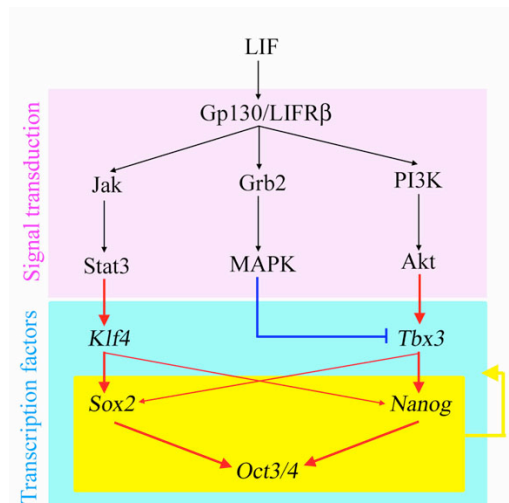 LIF
Gp130/LIFRβ
Jak Grb2 PI3K
Stat3 MAPK Akt
Signal transduction
Klf4 Tbx3
Sox2 Nanog
Oct3/4
Transcription factors